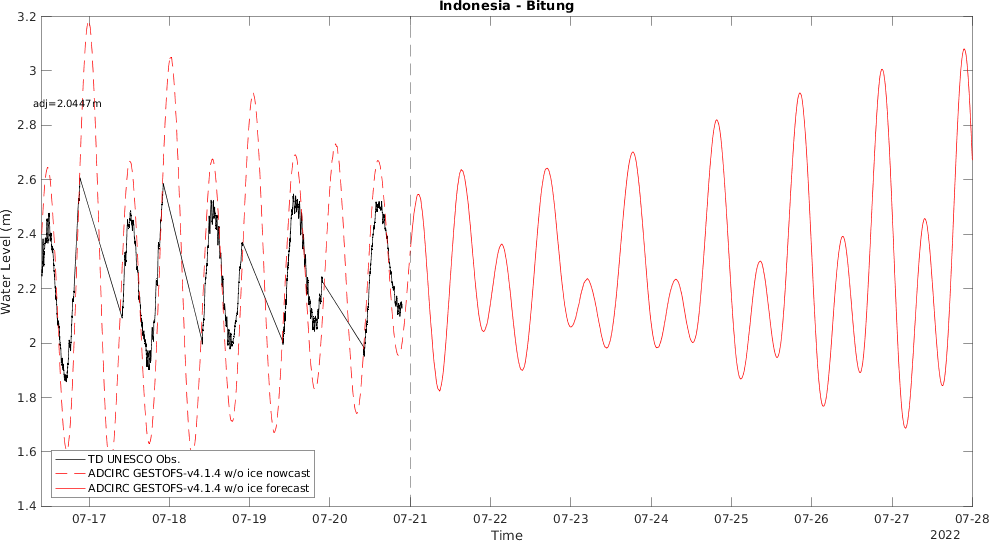 Indonesia - Bitung
Water Level (m)
3.2
3
2.8
2.6
2.4
2.2
2
1.8
1.6
1.4
adj=2.0447m
TD UNESCO Obs.
ADCIRC GESTOFS-v4.1.4 w/o ice nowcast
ADCIRC GESTOFS-v4.1.4 w/o ice forecast
07-17 07-18 07-19 07-20 07-21 07-22 07-23 07-24 07-25 07-26 07-27 07-28
Time
2022